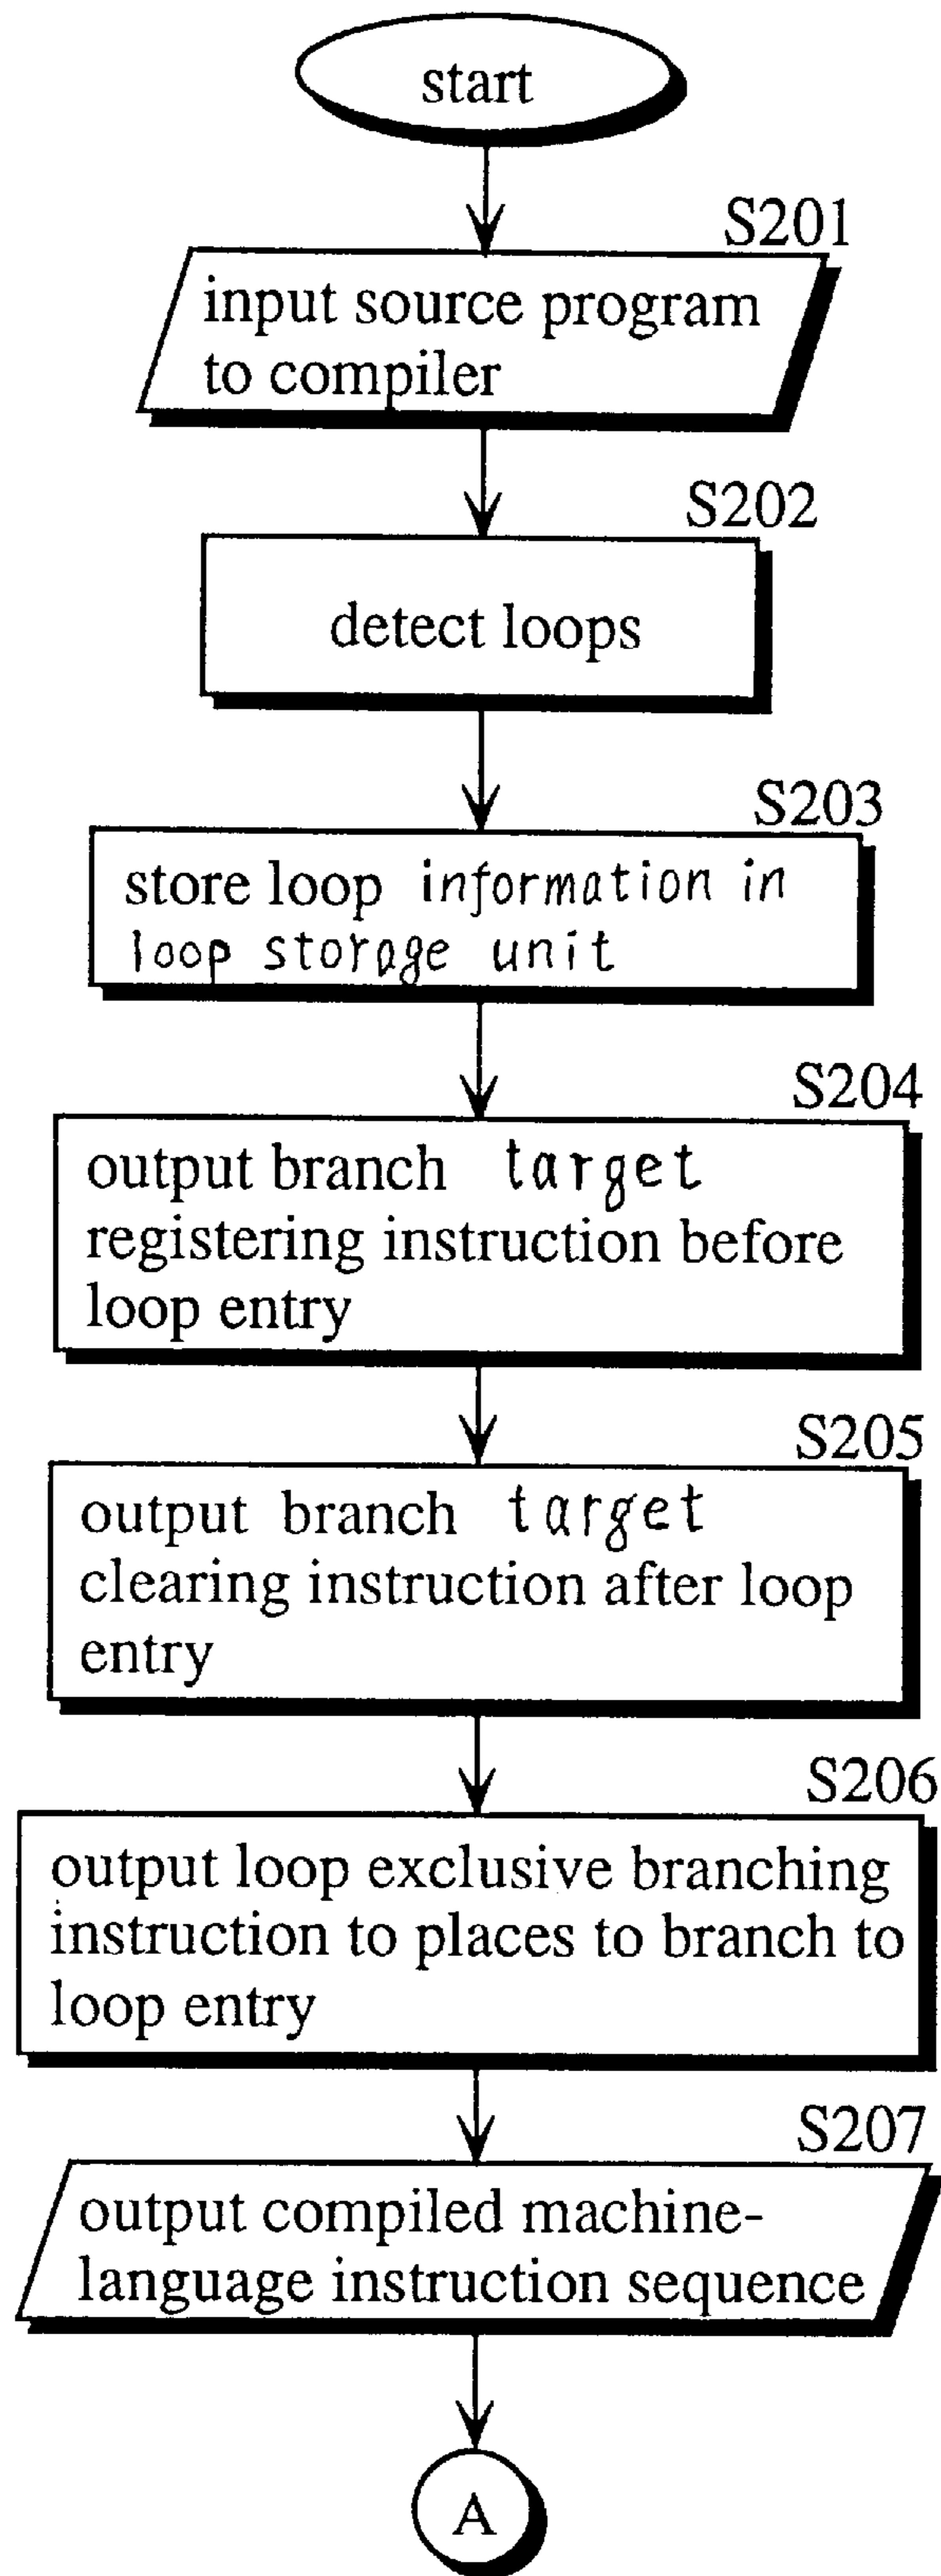 start
S201
input source program
to compiler
S202
detect loops
S203
store loop information in
loop storage unit
S204
output branch target
registering instruction before
loop entry
S205
output branch target
clearing instruction after loop
entry
S206
output loop exclusive branching
instruction to places to branch to
loop entry
S207
output compiled machine-
language instruction sequence
A